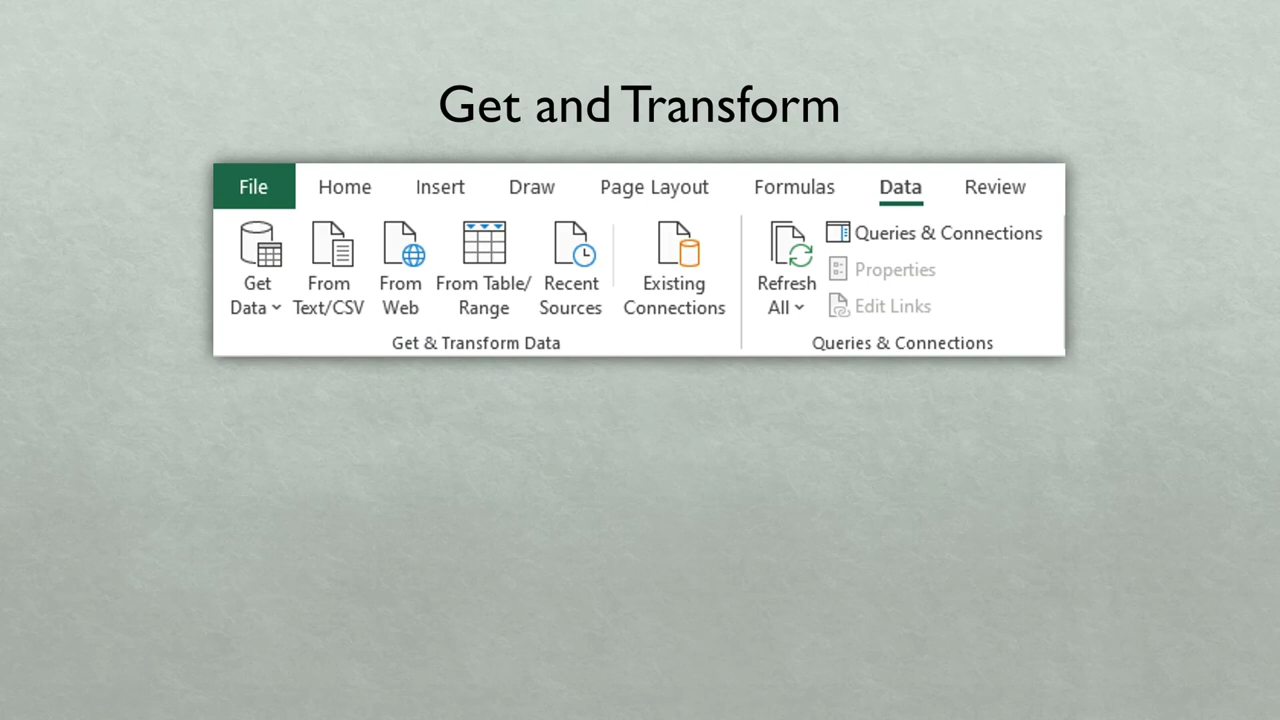 Get and Transform
File Home Insert Draw Page Layout Formulas Data Review
Get Data
From Text/CSV
From Web
From Table/ Range
Recent Sources
Existing Connections
Get & Transform Data
Refresh All
Queries & Connections
Properties
Edit Links
Queries & Connections